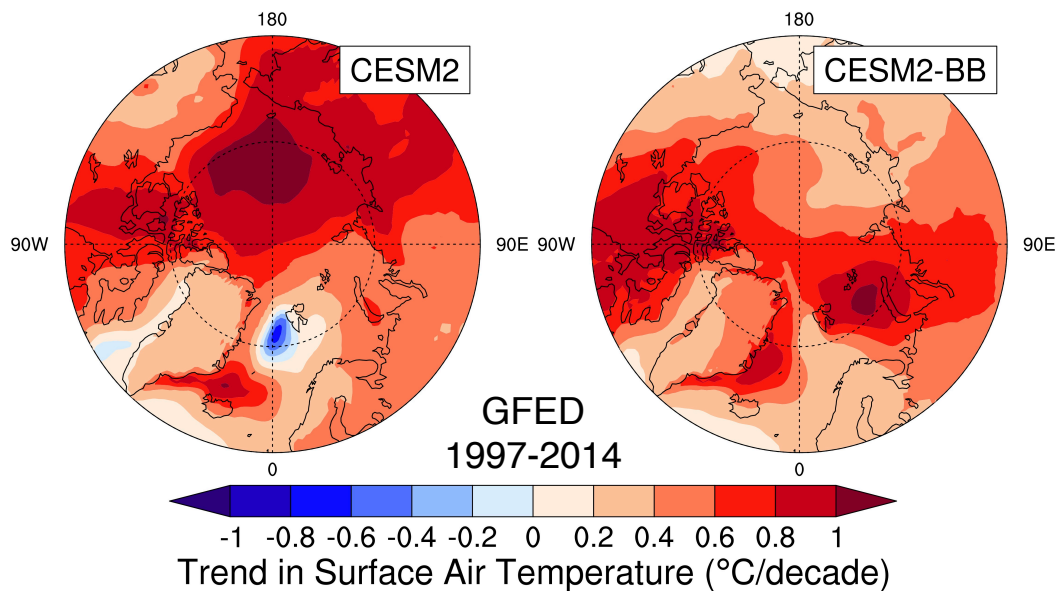 180
180
CESM2
CESM2-BB
90W
90E
90W
90E
GFED
1997-2014
0
0
-1 -0.8 -0.6 -0.4 -0.2 0 0.2 0.4 0.6 0.8 1
Trend in Surface Air Temperature (°C/decade)